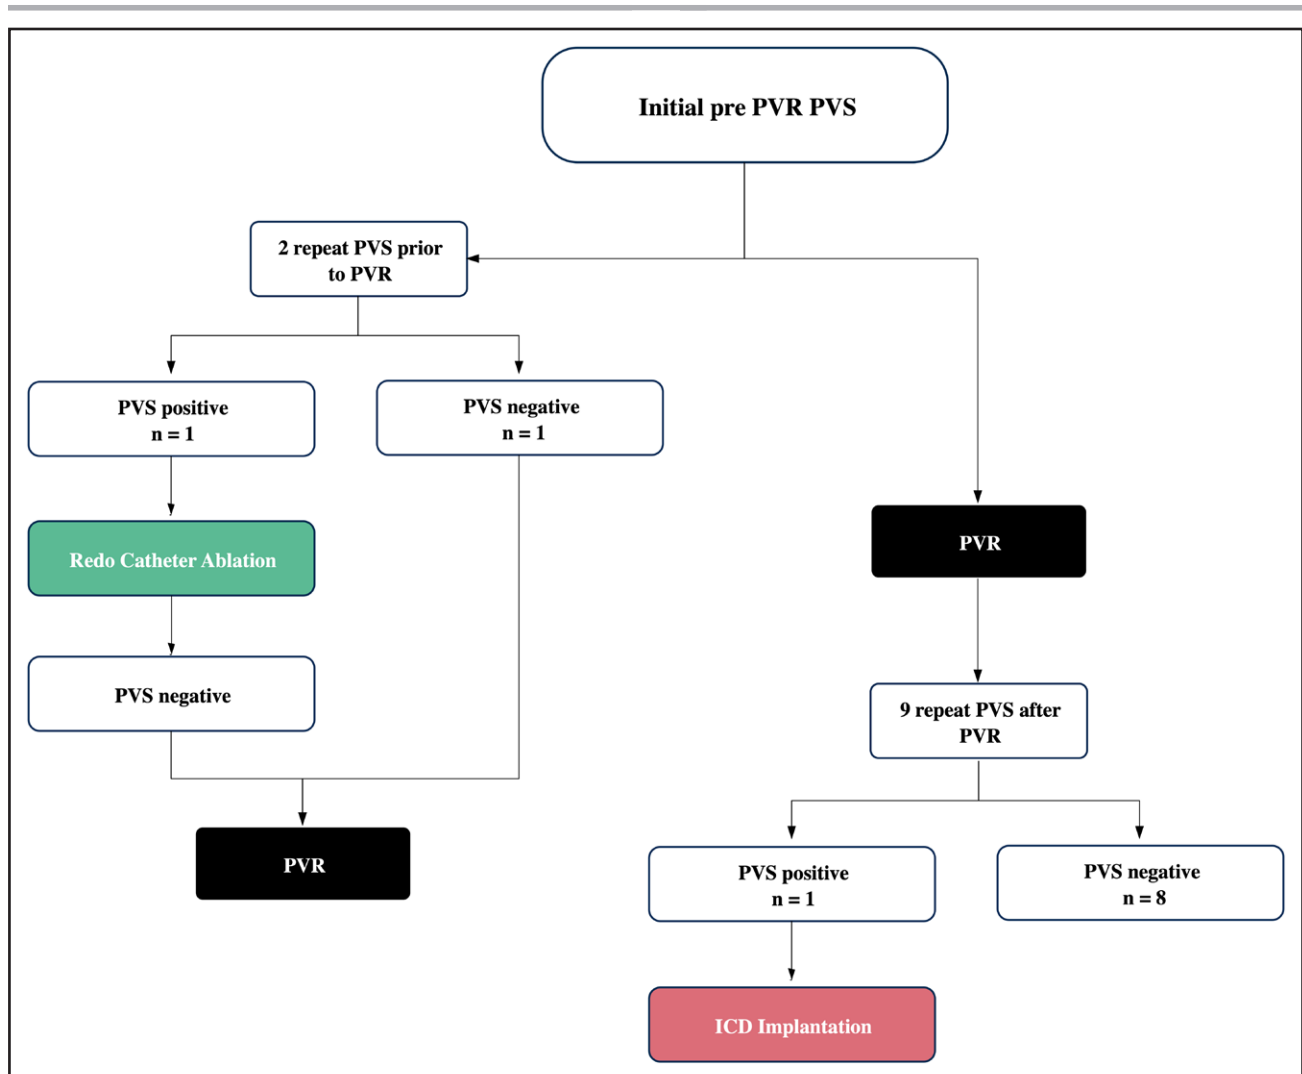 Initial pre PVR PVS
2 repeat PVS prior
to PVR
PVS positive
n = 1
PVS negative
n = 1
Redo Catheter Ablation
PVS negative
PVR
PVR
9 repeat PVS after
PVR
PVS positive
n = 1
PVS negative
n = 8
ICD Implantation